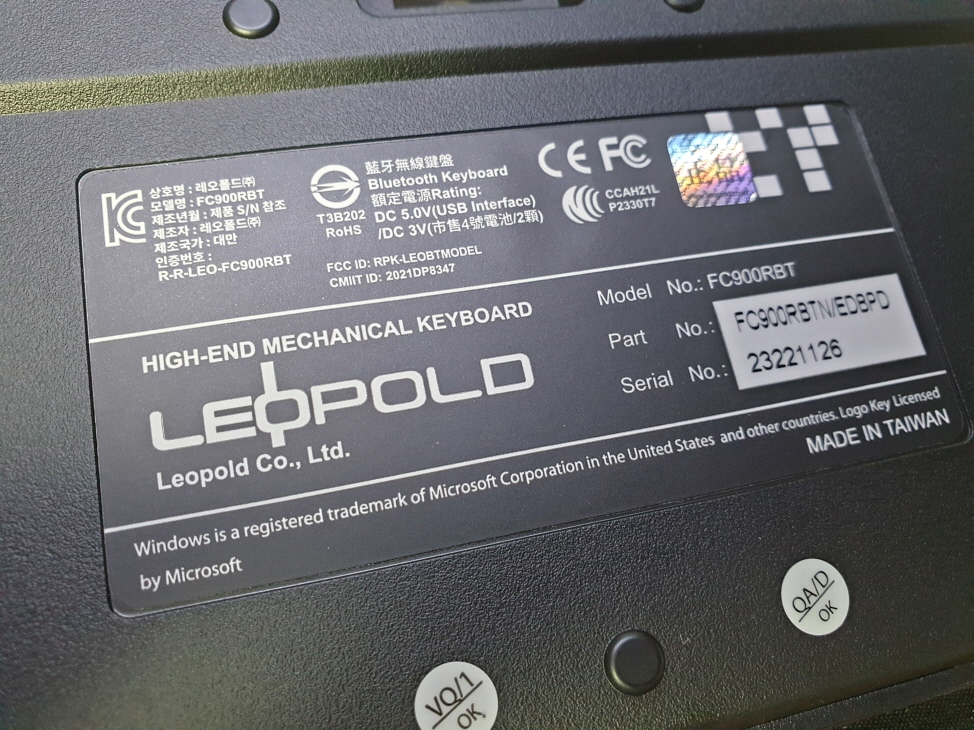 상호명 : 레오폴드㈜
모델명 : FC900RBT
제조년월 : 제품 S/N 참조
제조자 : 레오폴드㈜
제조국가 : 대만
인증번호 :
R-R-LEO-FC900RBT
T3B202
RoHS
藍牙無線鍵盤
Bluetooth Keyboard
額定電源Rating:
DC 5.0V(USB Interface)
/DC 3V(市售4號電池/2顆)
FCC ID: RPK-LEOBTMODEL
CMIIT ID: 2021DP8347
CE FC
CCAH21L
P2330T7
HIGH-END MECHANICAL KEYBOARD
LEOPOLD
Leopold Co., Ltd.
Model No.: FC900RBT
Part No.: FC900RBTN/EDBPD
Serial No.: 23221126
Windows is a registered trademark of Microsoft Corporation in the United States and other countries. Logo Key Licensed
by Microsoft
MADE IN TAIWAN
VQ/1
OK
QA/D
OK